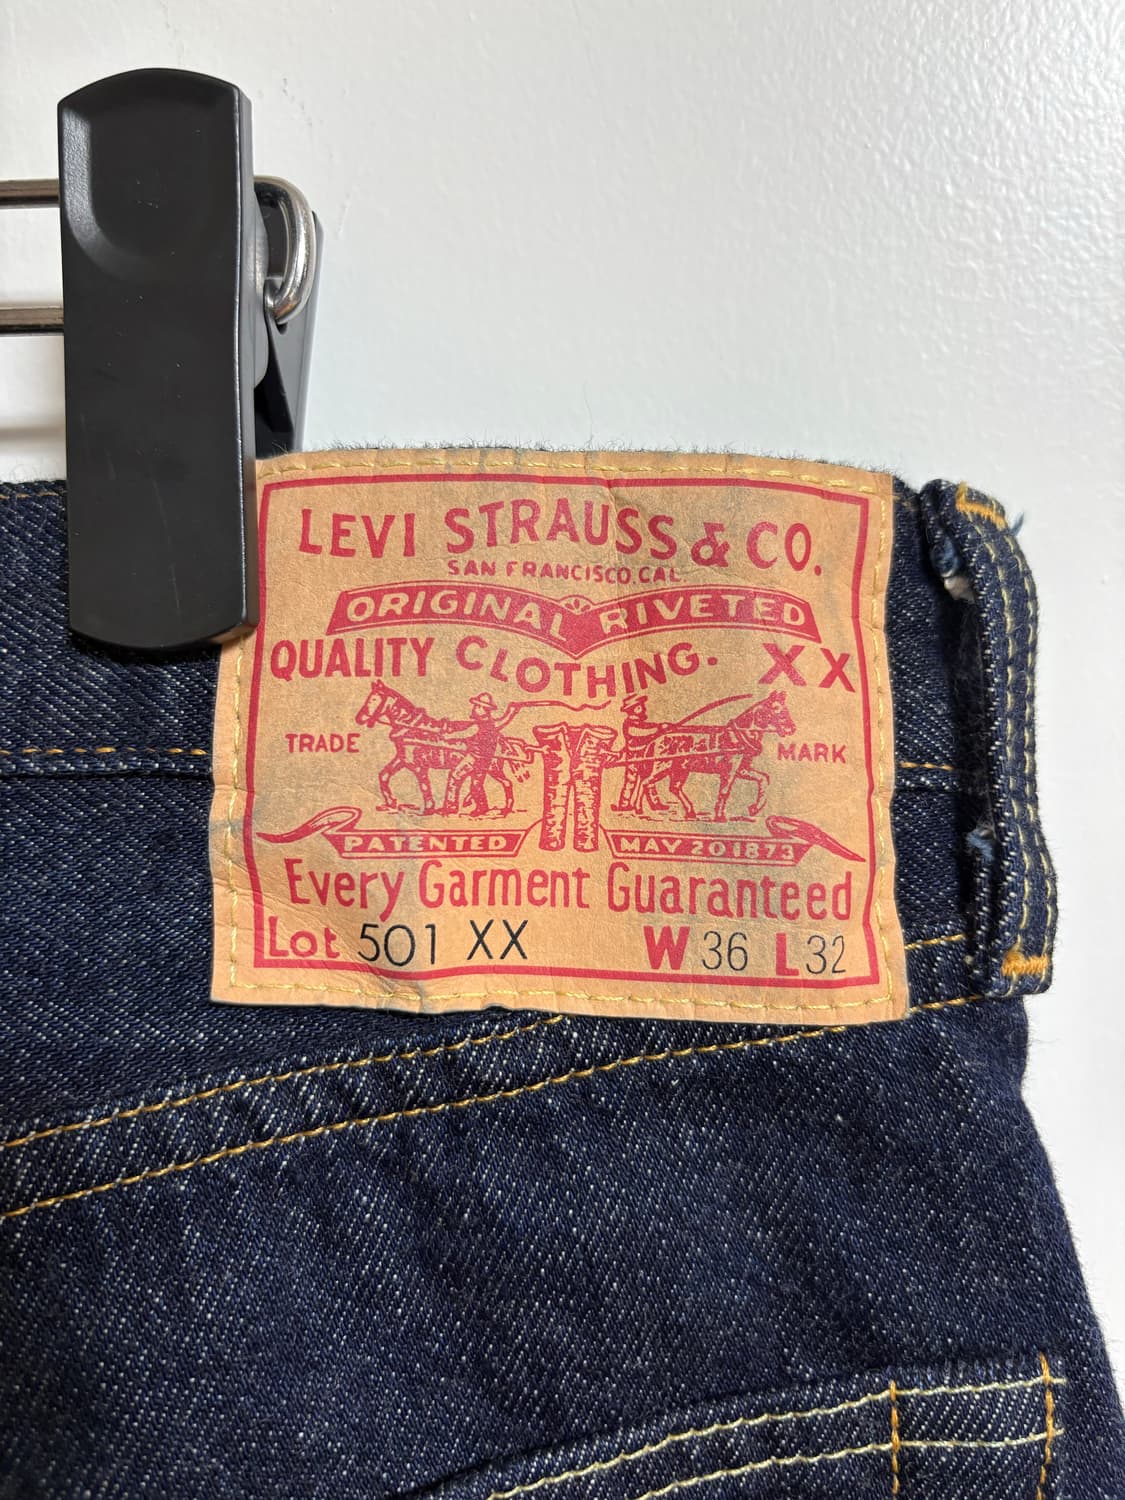 LEVI STRAUSS & CO.
SAN FRANCISCO, CAL.
ORIGINAL RIVETED
QUALITY CLOTHING. XX
TRADE MARK
PATENTED MAY 20 1873
Every Garment Guaranteed
Lot 501 XX W 36 L 32